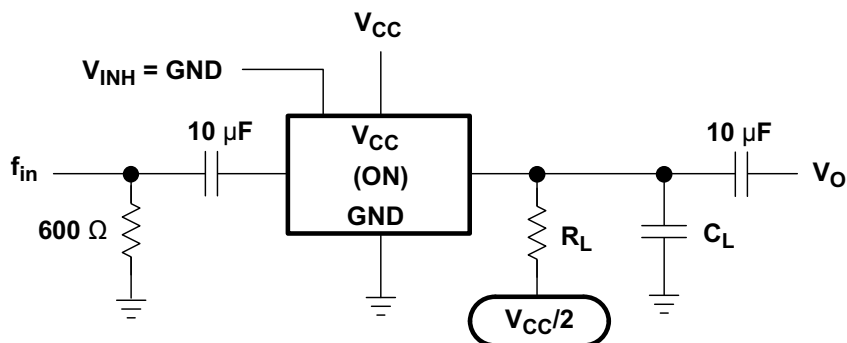 VCC
VINH = GND
10 µF
10 µF
VCC
fin
(ON)
VO
GND
600 Ω
RL
CL
VCC/2